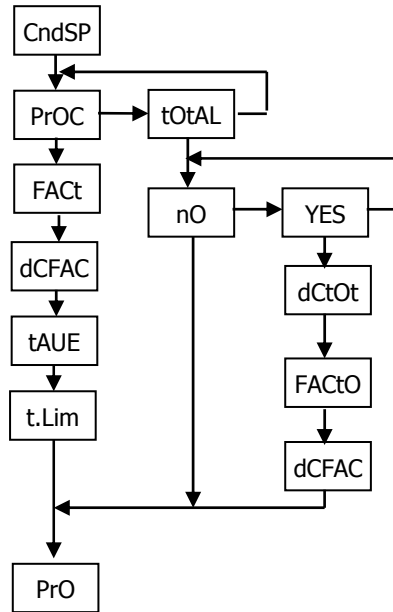 CndSP
PrOC
tOtAL
FACt
nO
YES
dCFAC
dCtOt
tAUE
FACtO
t.Lim
dCFAC
PrO